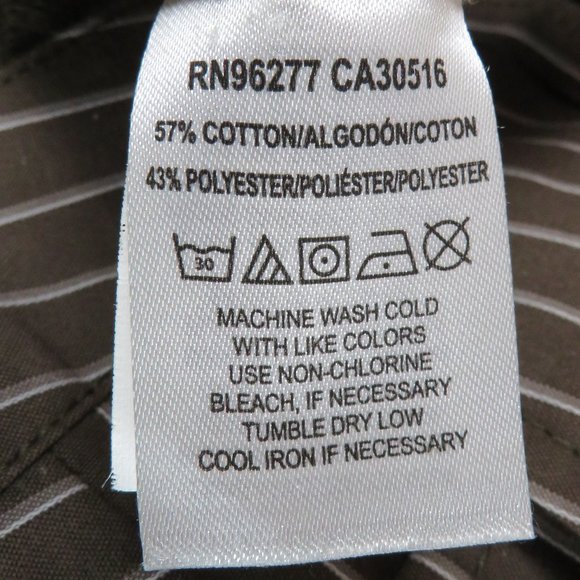 RN96277 CA30516
57% COTTON/ALGODÓN/COTON
43% POLYESTER/POLIÉSTER/POLYESTER
30
MACHINE WASH COLD
WITH LIKE COLORS
USE NON-CHLORINE
BLEACH, IF NECESSARY
TUMBLE DRY LOW
COOL IRON IF NECESSARY